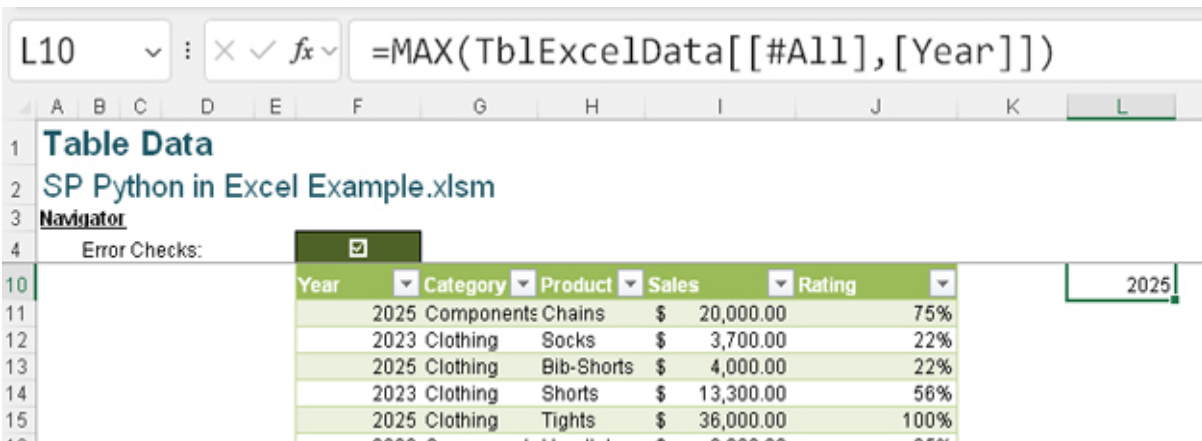 L10 fx =MAX(TblExcelData[[#All],[Year]])
A B C D E F G H I J K L
1 Table Data
2 SP Python in Excel Example.xlsm
3 Navigator
4 Error Checks:
10 Year Category Product Sales Rating 2025
11 2025 Components Chains $ 20,000.00 75%
12 2023 Clothing Socks $ 3,700.00 22%
13 2025 Clothing Bib-Shorts $ 4,000.00 22%
14 2023 Clothing Shorts $ 13,300.00 56%
15 2025 Clothing Tights $ 36,000.00 100%